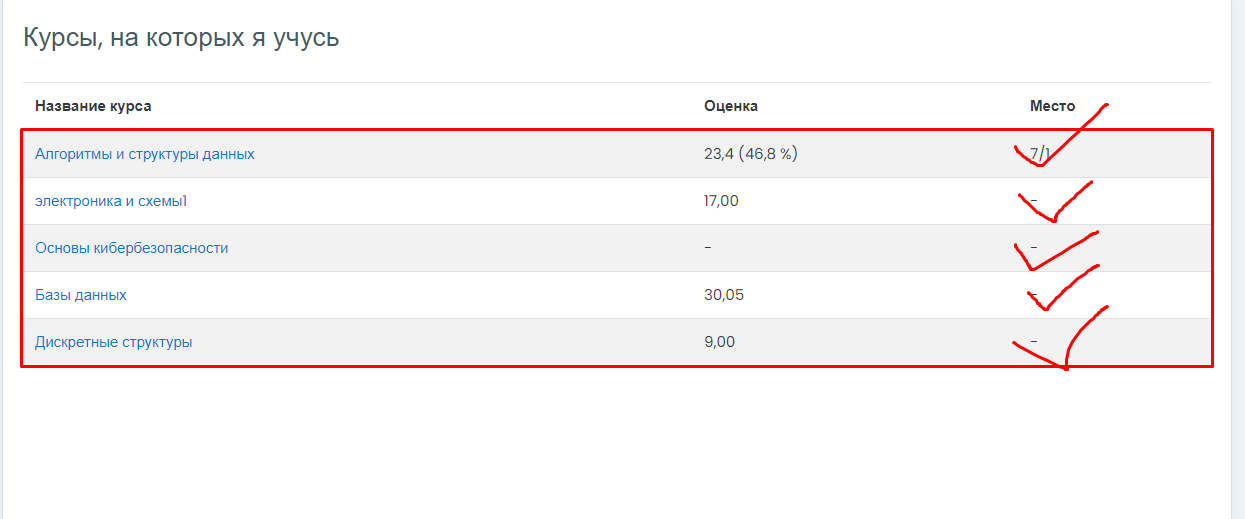 Курсы, на которых я учусь
Название курса Оценка Место
Алгоритмы и структуры данных 23,4 (46,8 %) 7/1
электроника и схемы1 17,00 -
Основы кибербезопасности - -
Базы данных 30,05 -
Дискретные структуры 9,00 -